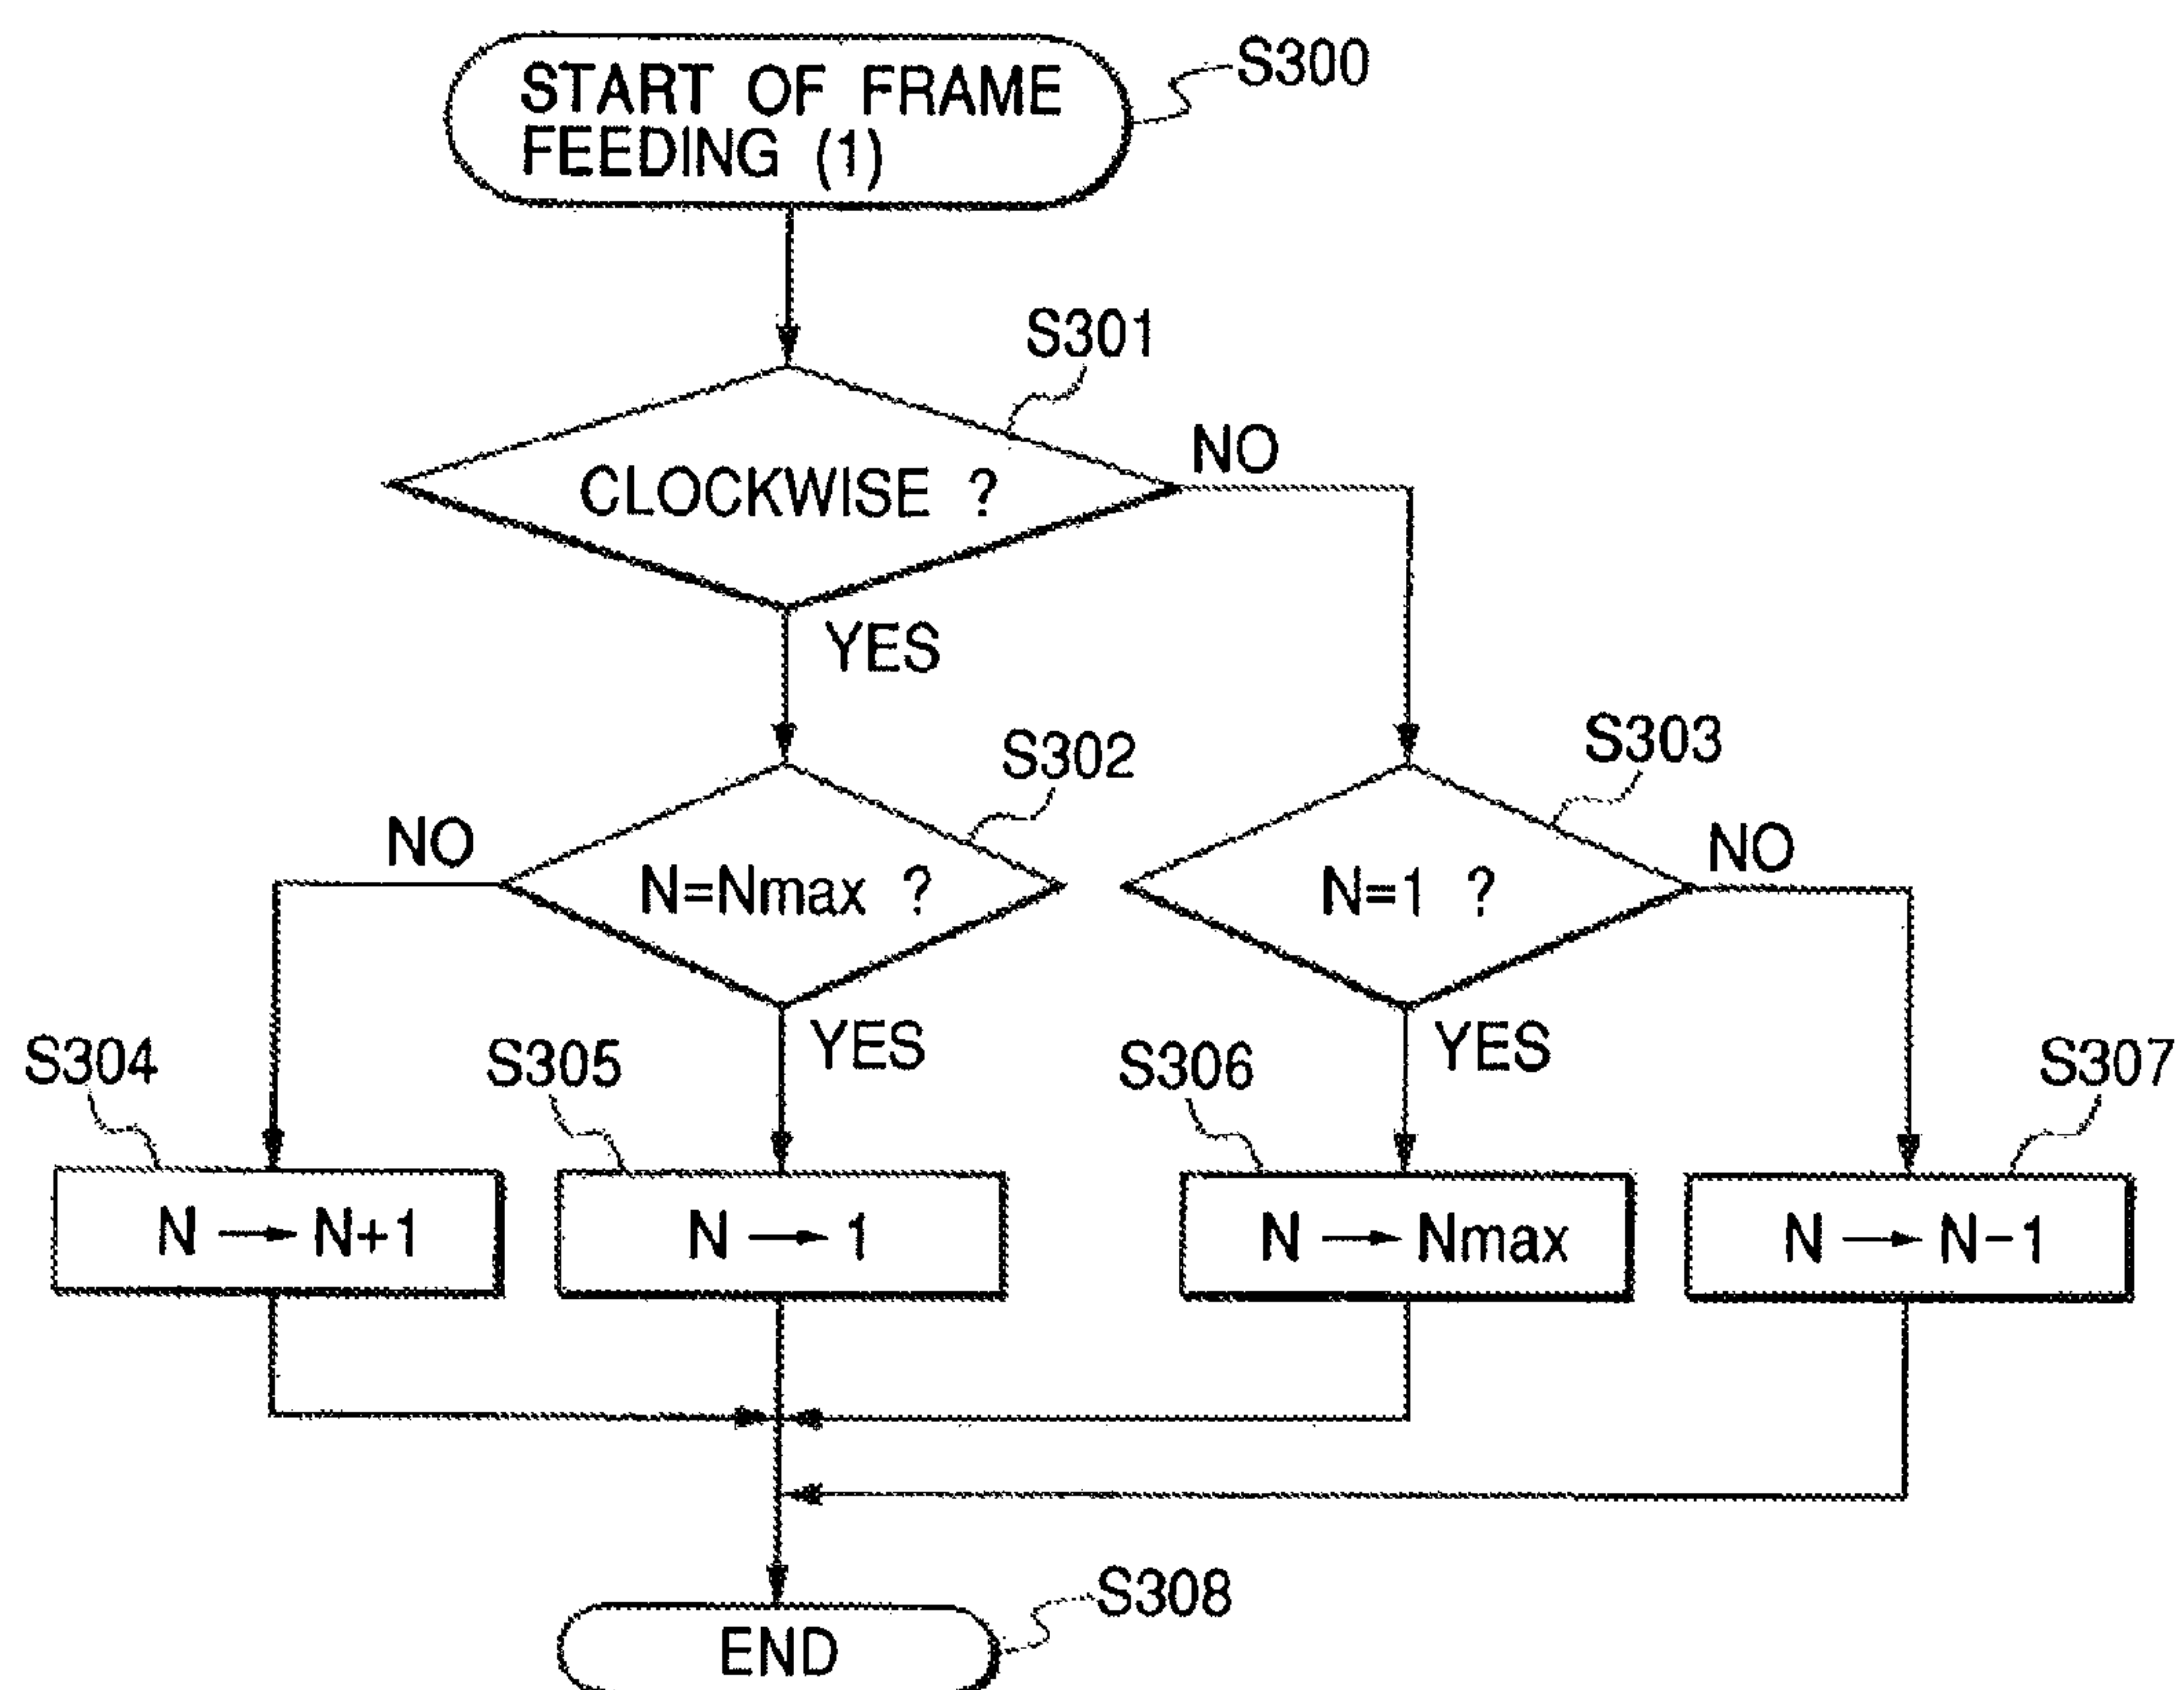 START OF FRAME
FEEDING (1)
S300
S301
CLOCKWISE ?
NO
YES
S302
S303
NO
N=Nmax ?
N=1 ?
NO
YES
YES
S304
S305
S306
S307
N → N+1
N → 1
N → Nmax
N → N-1
S308
END